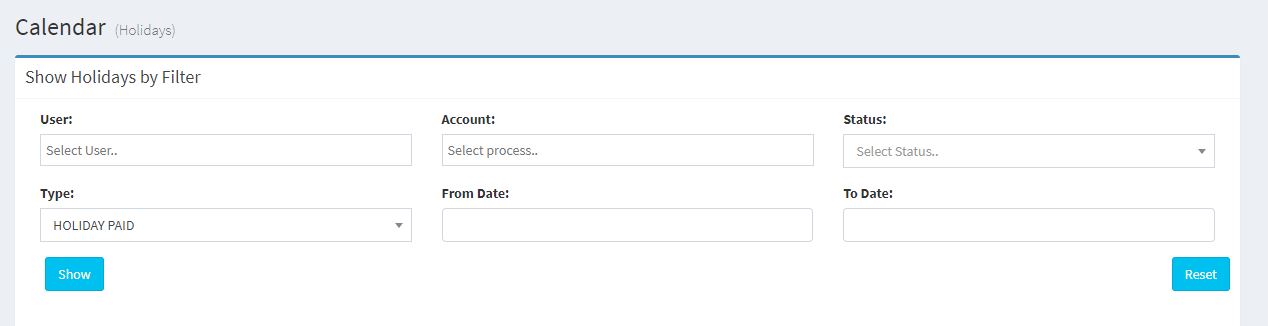 Calendar (Holidays)
Show Holidays by Filter
User: Account: Status:
Select User.. Select process.. Select Status..
Type: From Date: To Date:
HOLIDAY PAID
Show Reset